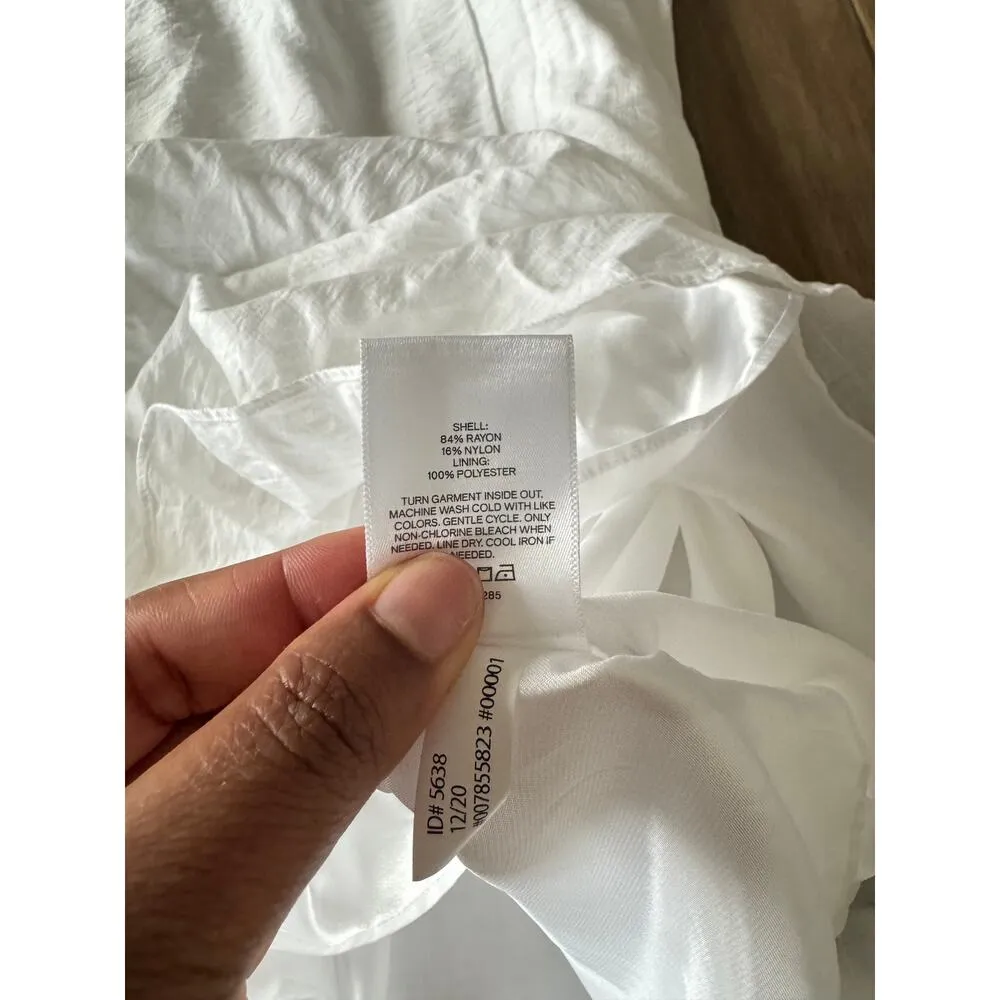 SHELL:
84% RAYON
16% NYLON
LINING:
100% POLYESTER
TURN GARMENT INSIDE OUT.
MACHINE WASH COLD WITH LIKE
COLORS. GENTLE CYCLE. ONLY
NON-CHLORINE BLEACH WHEN
NEEDED. LINE DRY. COOL IRON IF
NEEDED.
285
ID# 5638
12/20
#007855823 #00001